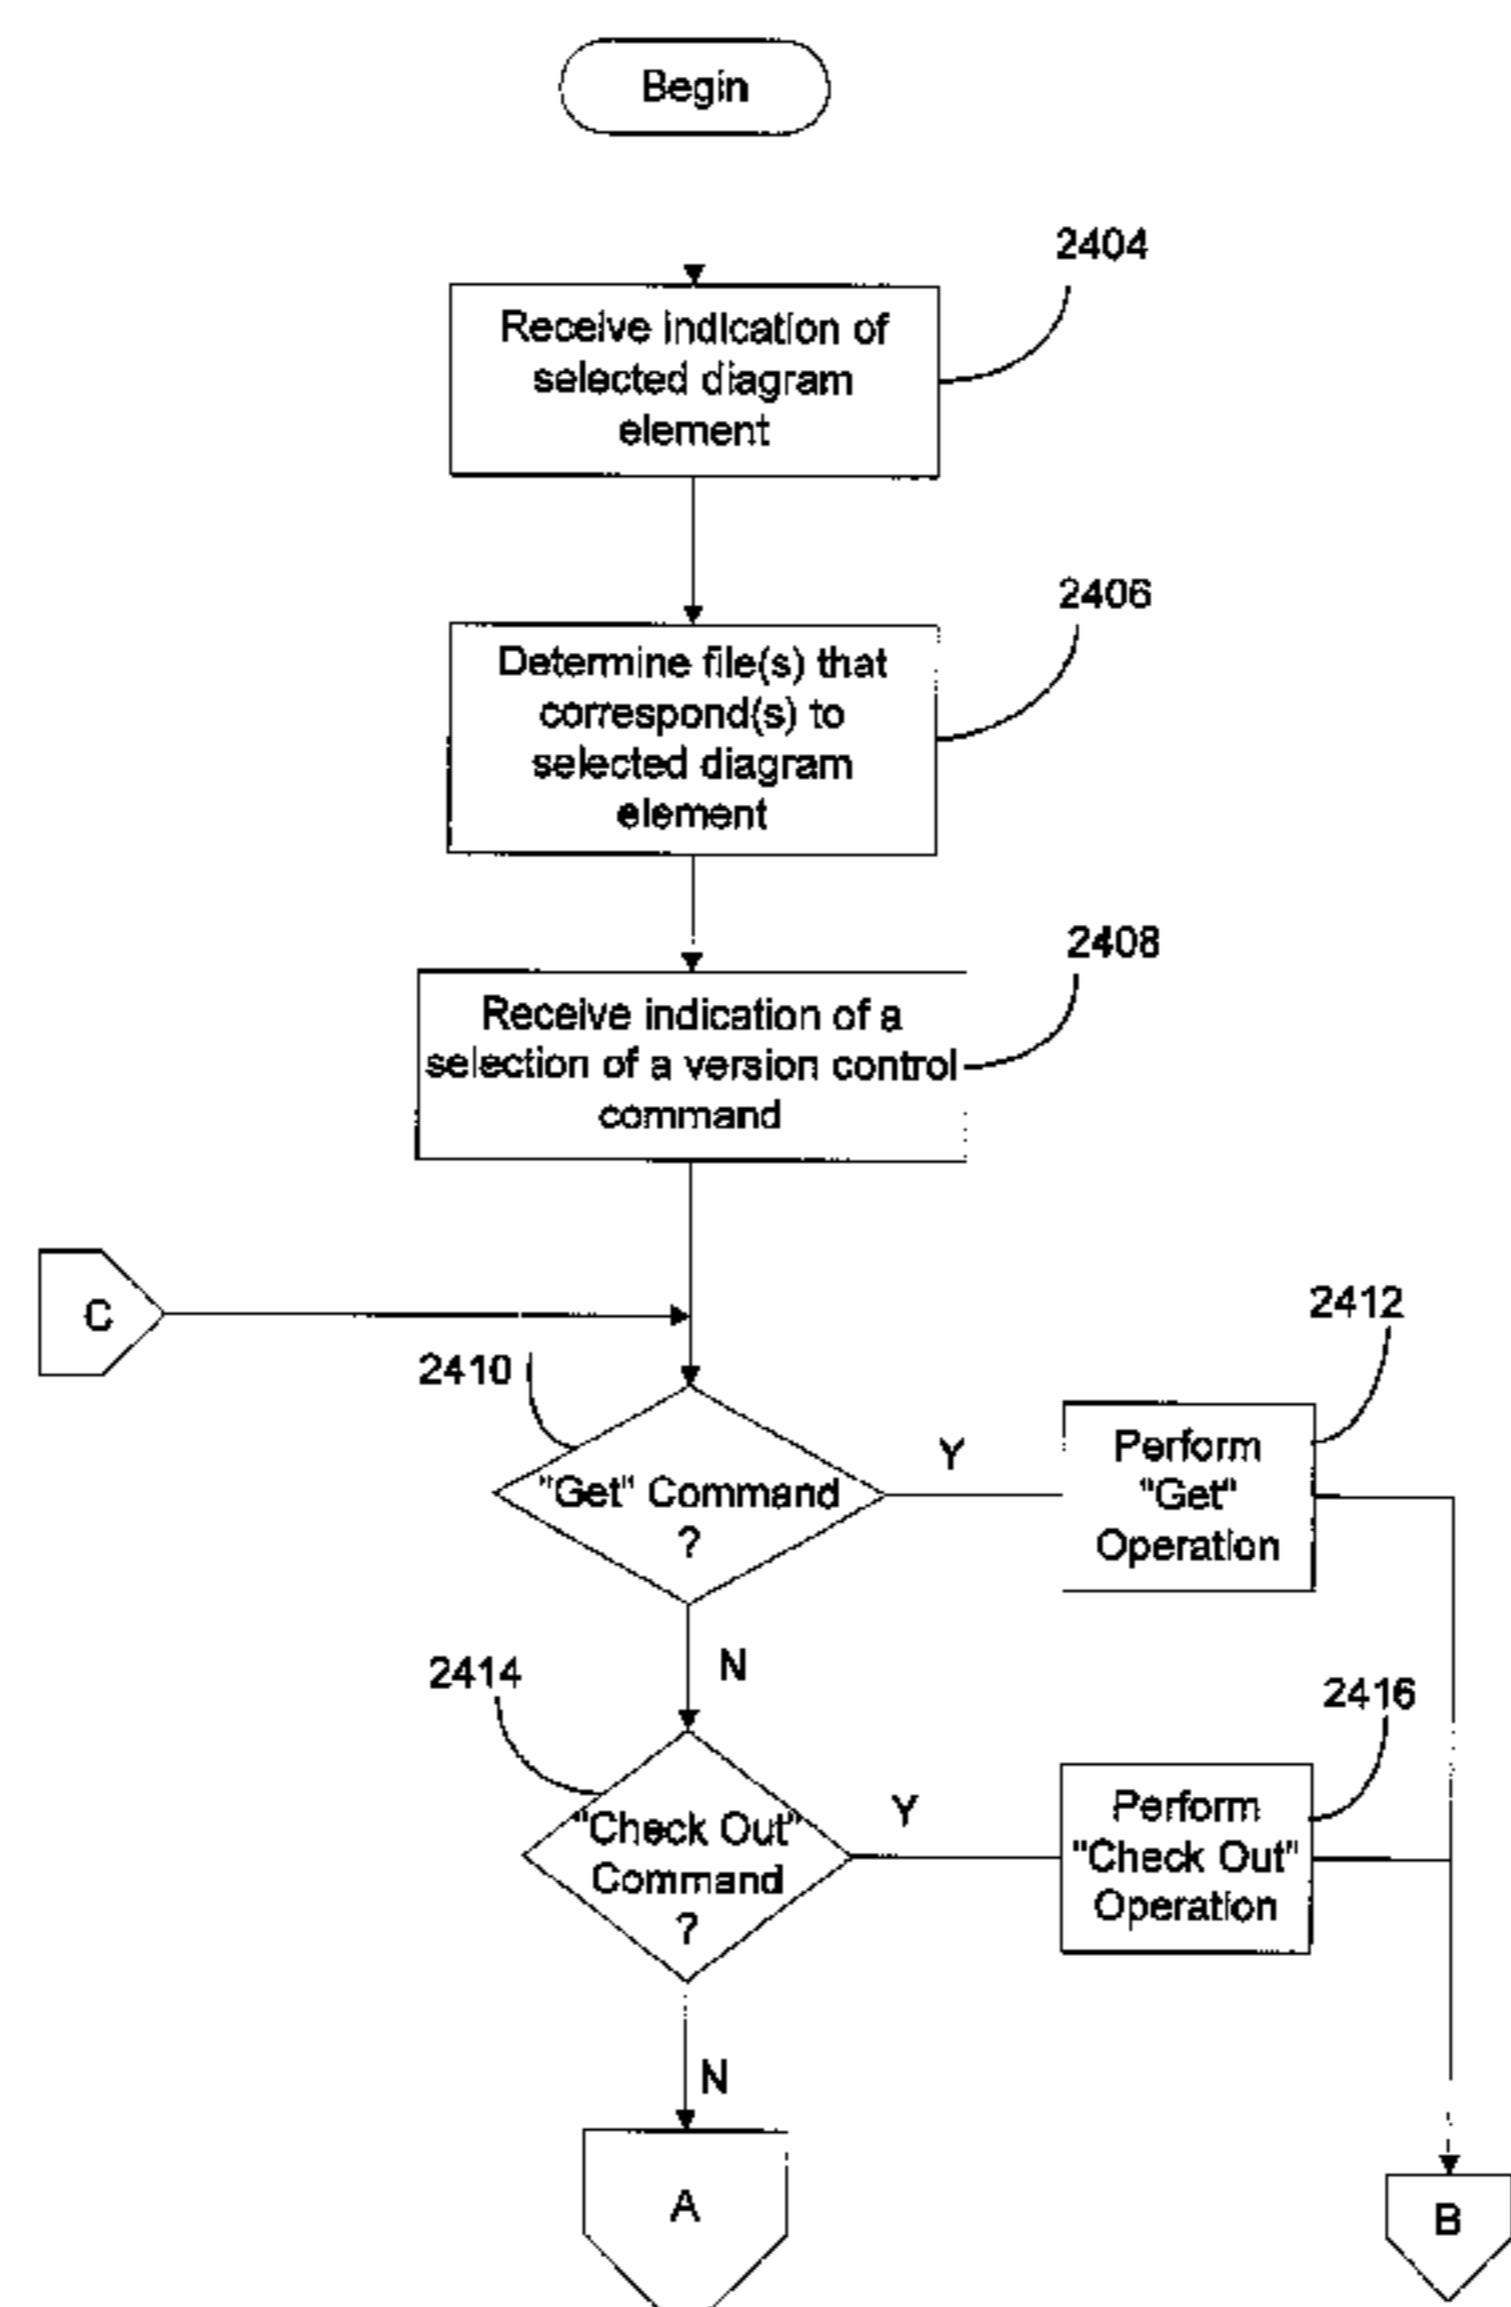 Begin
2404
Receive indication of
selected diagram
element
2406
Determine file(s) that
correspond(s) to
selected diagram
element
2408
Receive indication of a
selection of a version control
command
C
2410
2412
"Get" Command
?
Y
Perform
"Get"
Operation
N
2414
2416
"Check Out"
Command
?
Y
Perform
"Check Out"
Operation
N
A
B